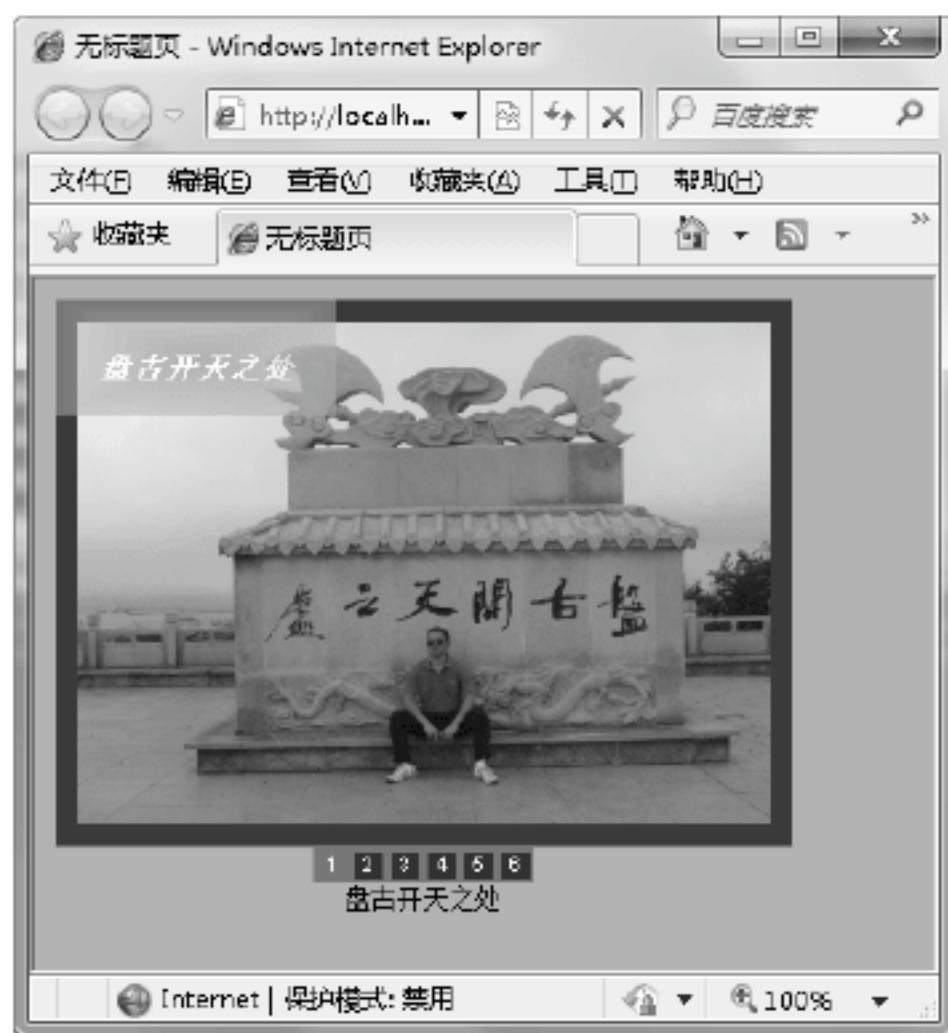 无标题页 - Windows Internet Explorer
http://localh... 百度搜索
文件(F) 编辑(E) 查看(V) 收藏夹(A) 工具(T) 帮助(H)
收藏夹 无标题页
盘古开天之处
盧之天開古盤
1 2 3 4 5 6
盘古开天之处
Internet | 保护模式: 禁用 100%